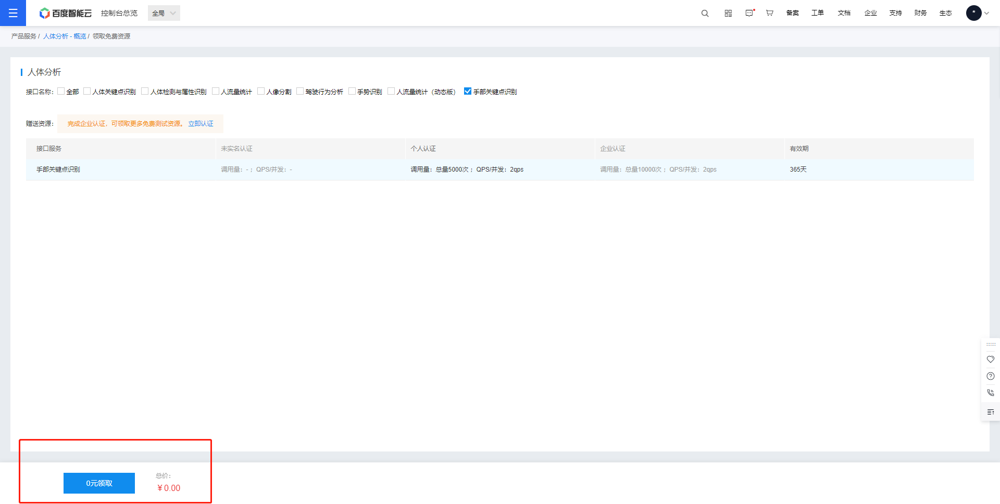 百度智能云 控制台总览 全局 备案 工单 文档 企业 支持 财务 生态 *
产品服务 / 人体分析 - 概览 / 领取免费资源
人体分析
接口名称： 全部 人体关键点识别 人体检测与属性识别 人流量统计 人像分割 驾驶行为分析 手势识别 人流量统计（动态版） 手部关键点识别
赠送资源： 完成企业认证，可领取更多免费测试资源。 立即认证
接口服务 未实名认证 个人认证 企业认证 有效期
手部关键点识别 调用量：-； QPS/并发：- 调用量：总量5000次； QPS/并发：2qps 调用量：总量10000次； QPS/并发：2qps 365天
0元领取
总价：
￥0.00